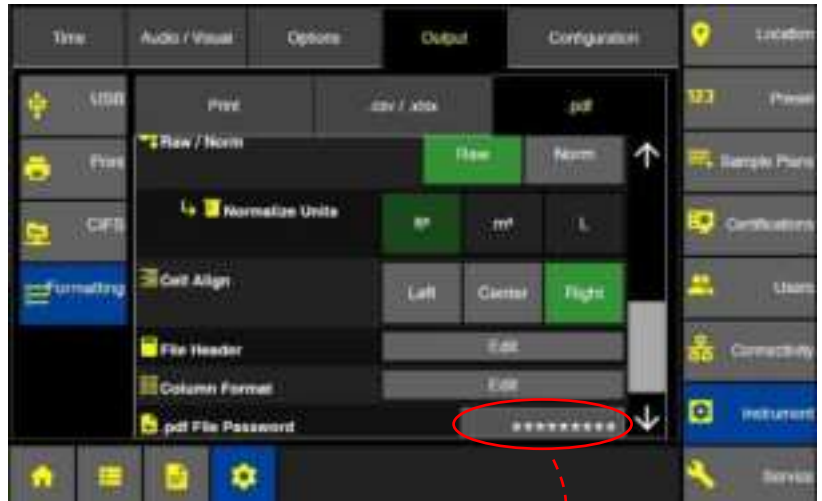 Time Audio / Visual Options Output Configuration
Location
USB
Print .csv / .xlsx .pdf
123 Preset
Raw / Norm Raw Norm
Print
Sample Plans
Normalize Units ft³ m³ L
CIFS
Certifications
Formatting
Cell Align Left Center Right
Users
File Header Edit
Connectivity
Column Format Edit
Instrument
.pdf File Password *********
Service